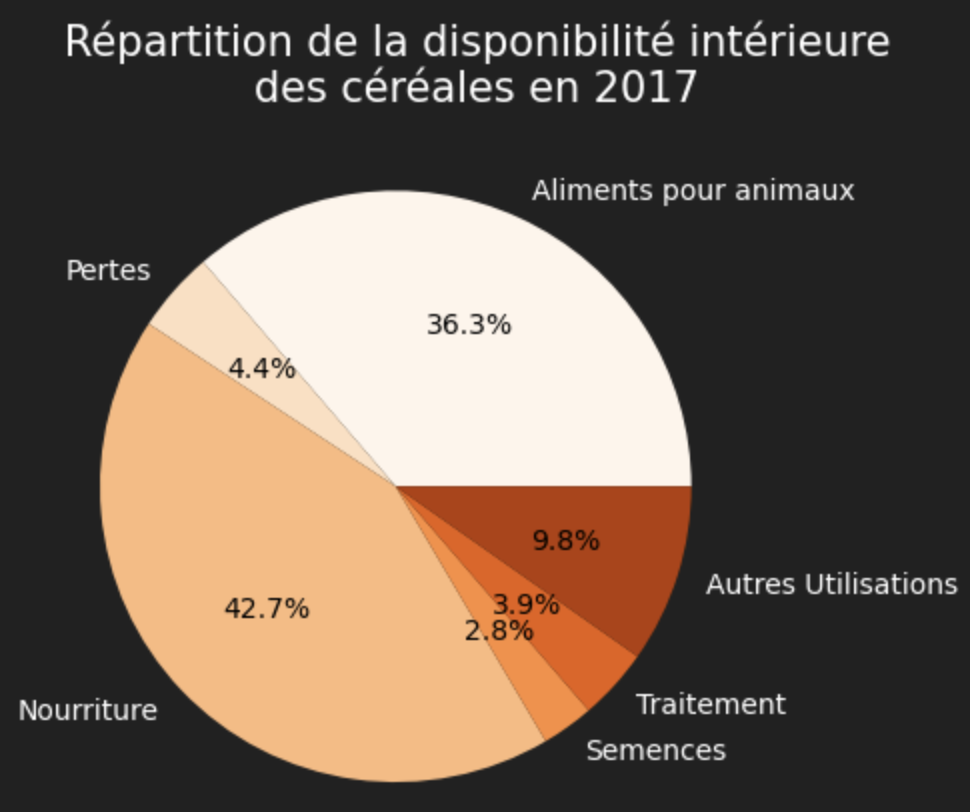 Répartition de la disponibilité intérieure
des céréales en 2017
Aliments pour animaux
36.3%
Pertes
4.4%
42.7%
Nourriture
2.8%
Semences
3.9%
Traitement
9.8%
Autres Utilisations